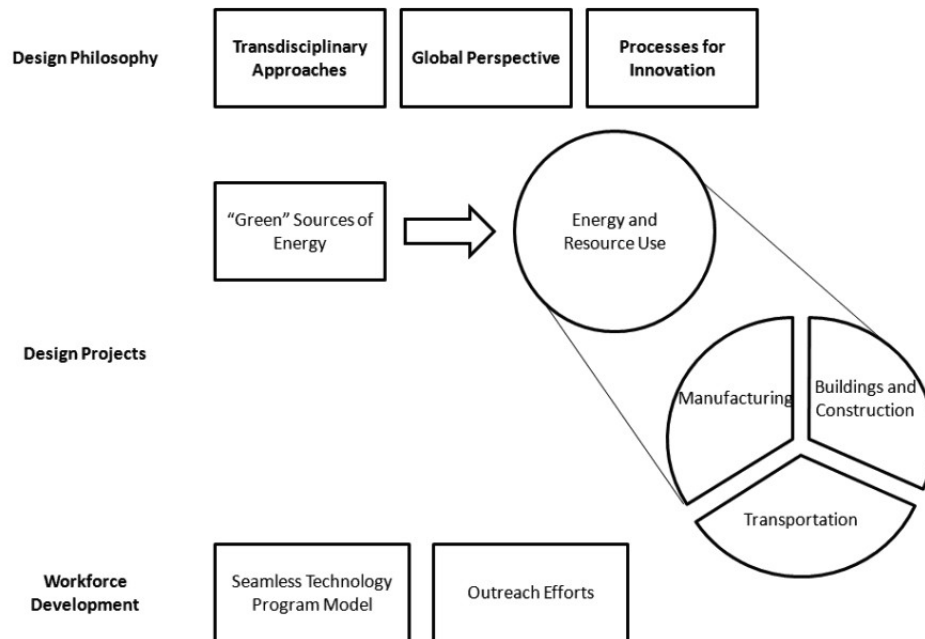 Design Philosophy
Transdisciplinary
Approaches
Global Perspective
Processes for
Innovation
“Green” Sources of
Energy
Energy and
Resource Use
Design Projects
Manufacturing
Buildings and
Construction
Transportation
Workforce
Development
Seamless Technology
Program Model
Outreach Efforts